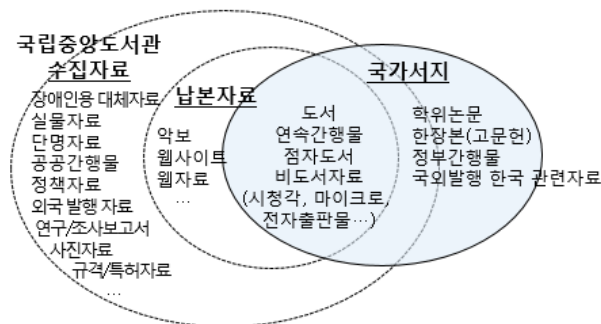 국립중앙도서관
수집자료
장애인용 대체자료
실물자료
단명자료
공공간행물
정책자료
외국 발행 자료
연구/조사보고서
사진자료
규격/특허자료
…
납본자료
악보
웹사이트
웹자료
…
도서
연속간행물
점자도서
비도서자료
(시청각, 마이크로,
전자출판물…)
국가서지
학위논문
한장본(고문헌)
정부간행물
국외발행 한국 관련자료